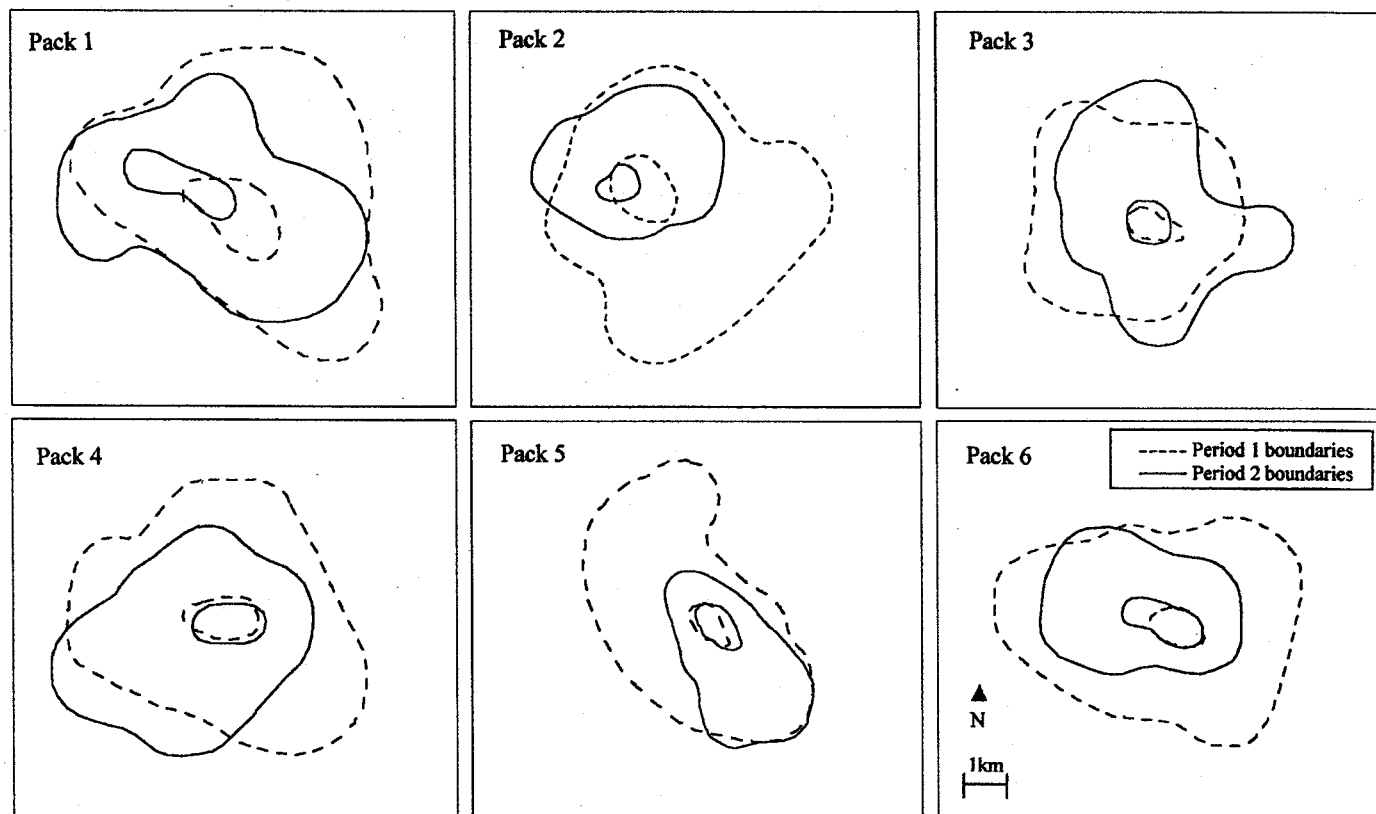 Pack 1
Pack 2
Pack 3
Pack 4
Pack 5
Pack 6
Period 1 boundaries
Period 2 boundaries
N
1km